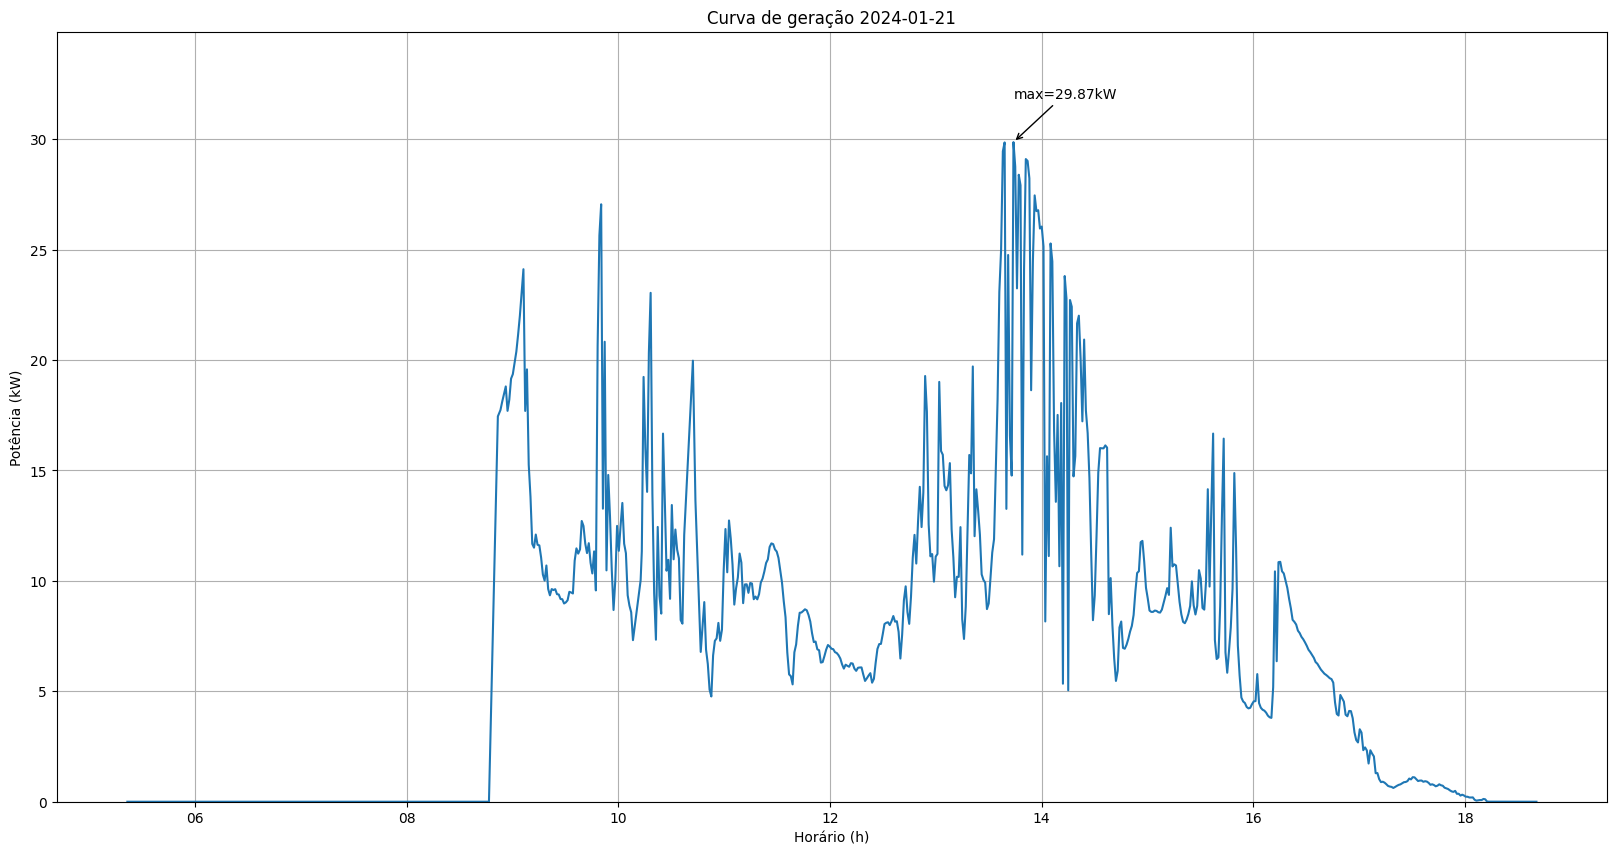 Curva de geração 2024-01-21
max=29.87kW
30
25
20
15
10
5
0
Potência (kW)
06 08 10 12 14 16 18
Horário (h)